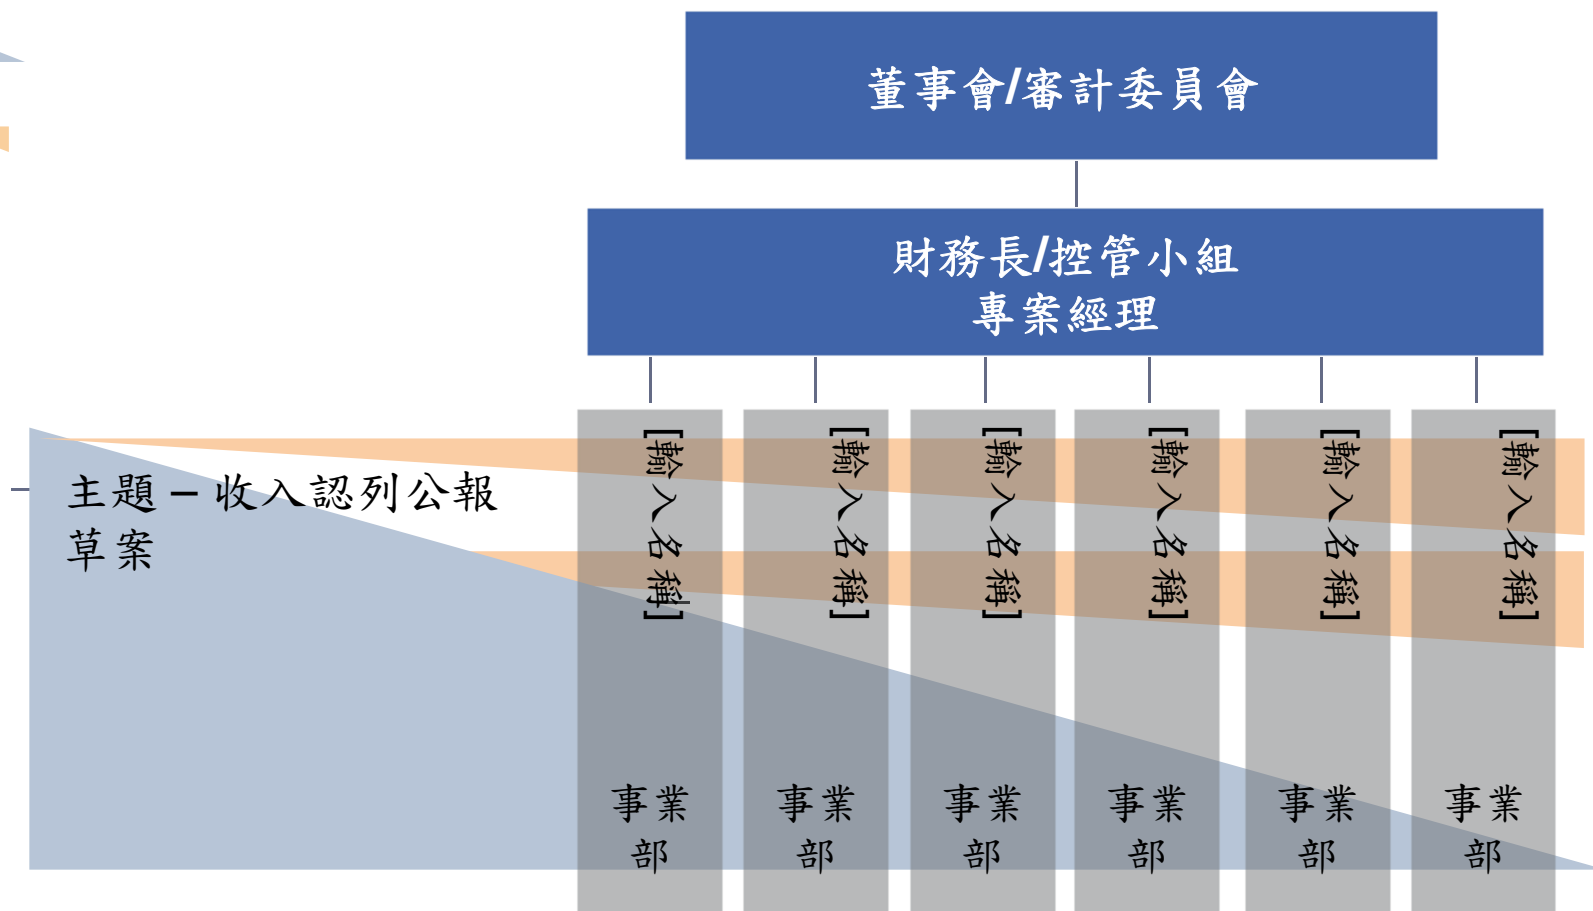 董事會/審計委員會
財務長/控管小組
專案經理
主題 – 收入認列公報
草案
[輸入名稱]
[輸入名稱]
[輸入名稱]
[輸入名稱]
[輸入名稱]
[輸入名稱]
事業
部
事業
部
事業
部
事業
部
事業
部
事業
部